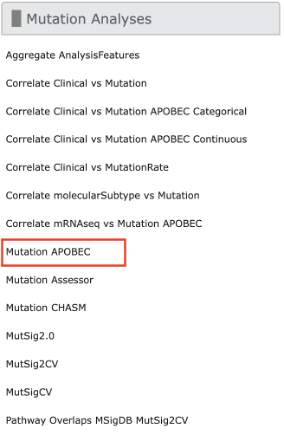 Mutation Analyses
Aggregate AnalysisFeatures
Correlate Clinical vs Mutation
Correlate Clinical vs Mutation APOBEC Categorical
Correlate Clinical vs Mutation APOBEC Continuous
Correlate Clinical vs MutationRate
Correlate molecularSubtype vs Mutation
Correlate mRNAseq vs Mutation APOBEC
Mutation APOBEC
Mutation Assessor
Mutation CHASM
MutSig2.0
MutSig2CV
MutSigCV
Pathway Overlaps MSigDB MutSig2CV